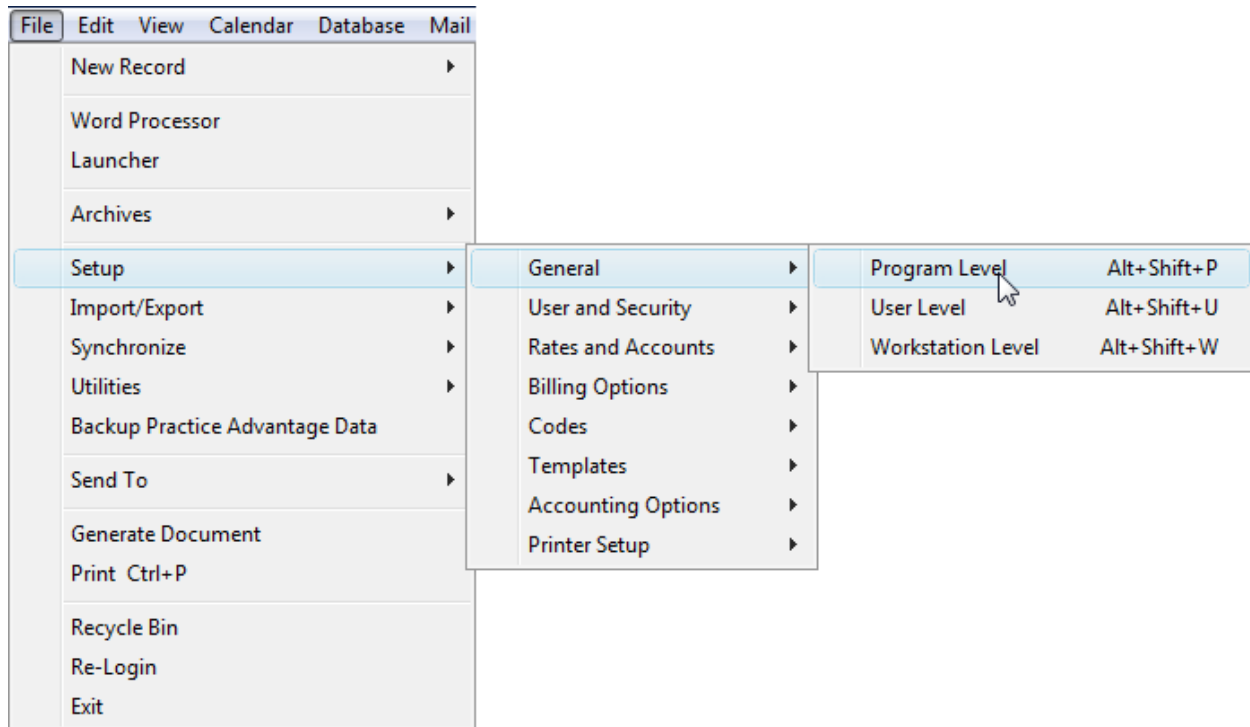 File Edit View Calendar Database Mail
New Record
Word Processor
Launcher
Archives
Setup
Import/Export
Synchronize
Utilities
Backup Practice Advantage Data
Send To
Generate Document
Print Ctrl+P
Recycle Bin
Re-Login
Exit
General
User and Security
Rates and Accounts
Billing Options
Codes
Templates
Accounting Options
Printer Setup
Program Level Alt+Shift+P
User Level Alt+Shift+U
Workstation Level Alt+Shift+W